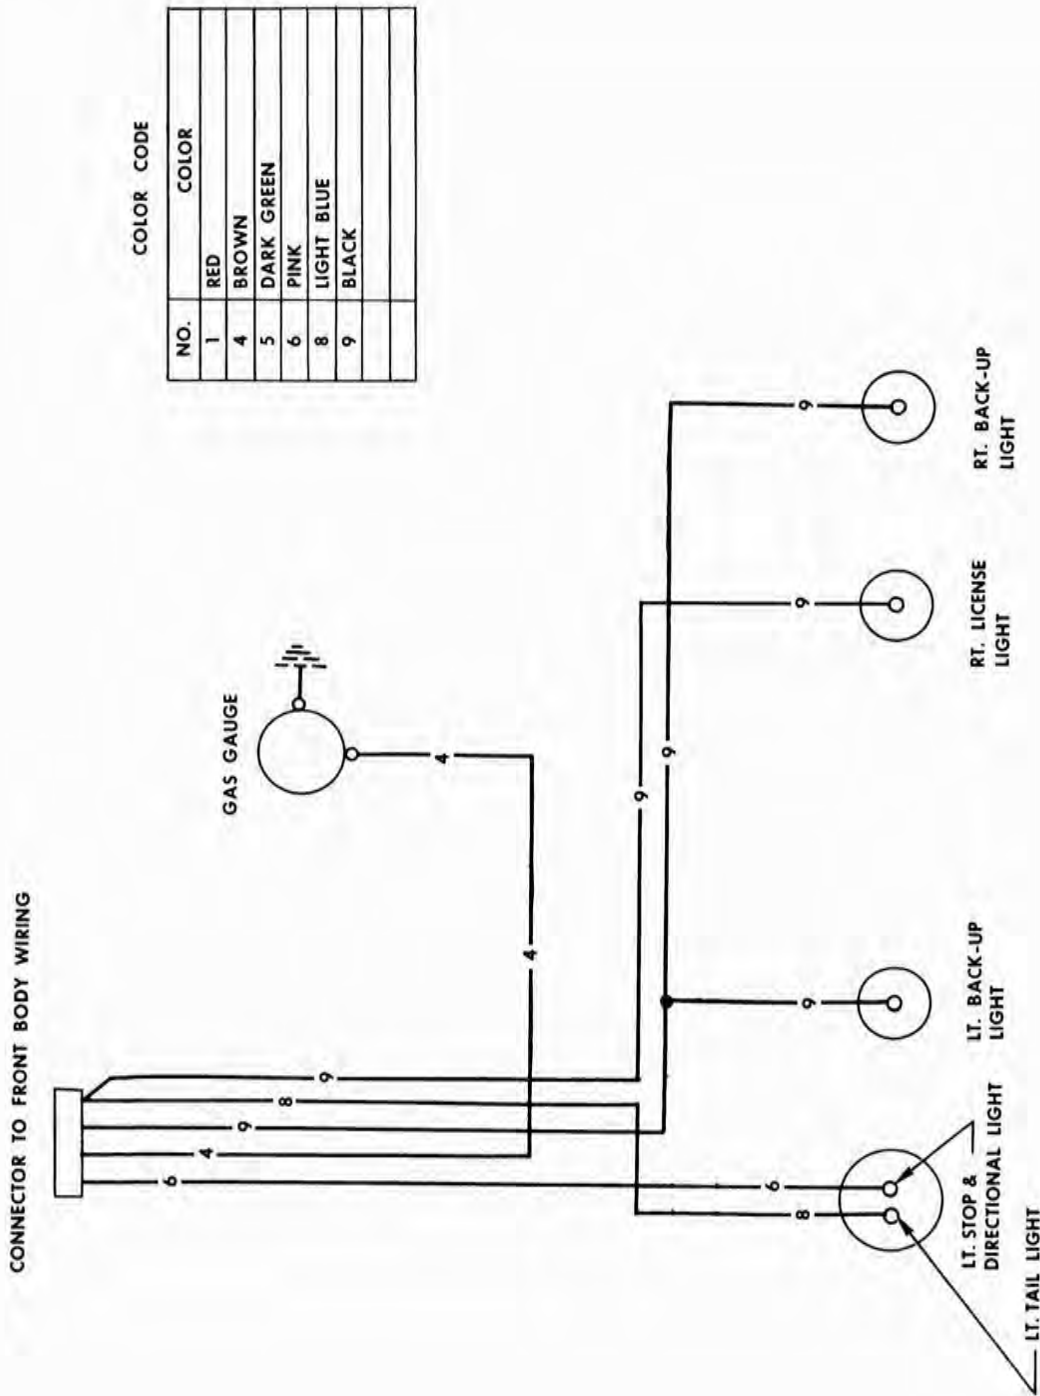 CONNECTOR TO FRONT BODY WIRING
COLOR CODE
NO. COLOR
1 RED
4 BROWN
5 DARK GREEN
6 PINK
8 LIGHT BLUE
9 BLACK
GAS GAUGE
6
4
9
8
9
4
4
9
9
6
8
9
9
9
LT. STOP &
DIRECTIONAL LIGHT
LT. TAIL LIGHT
LT. BACK-UP
LIGHT
RT. LICENSE
LIGHT
RT. BACK-UP
LIGHT